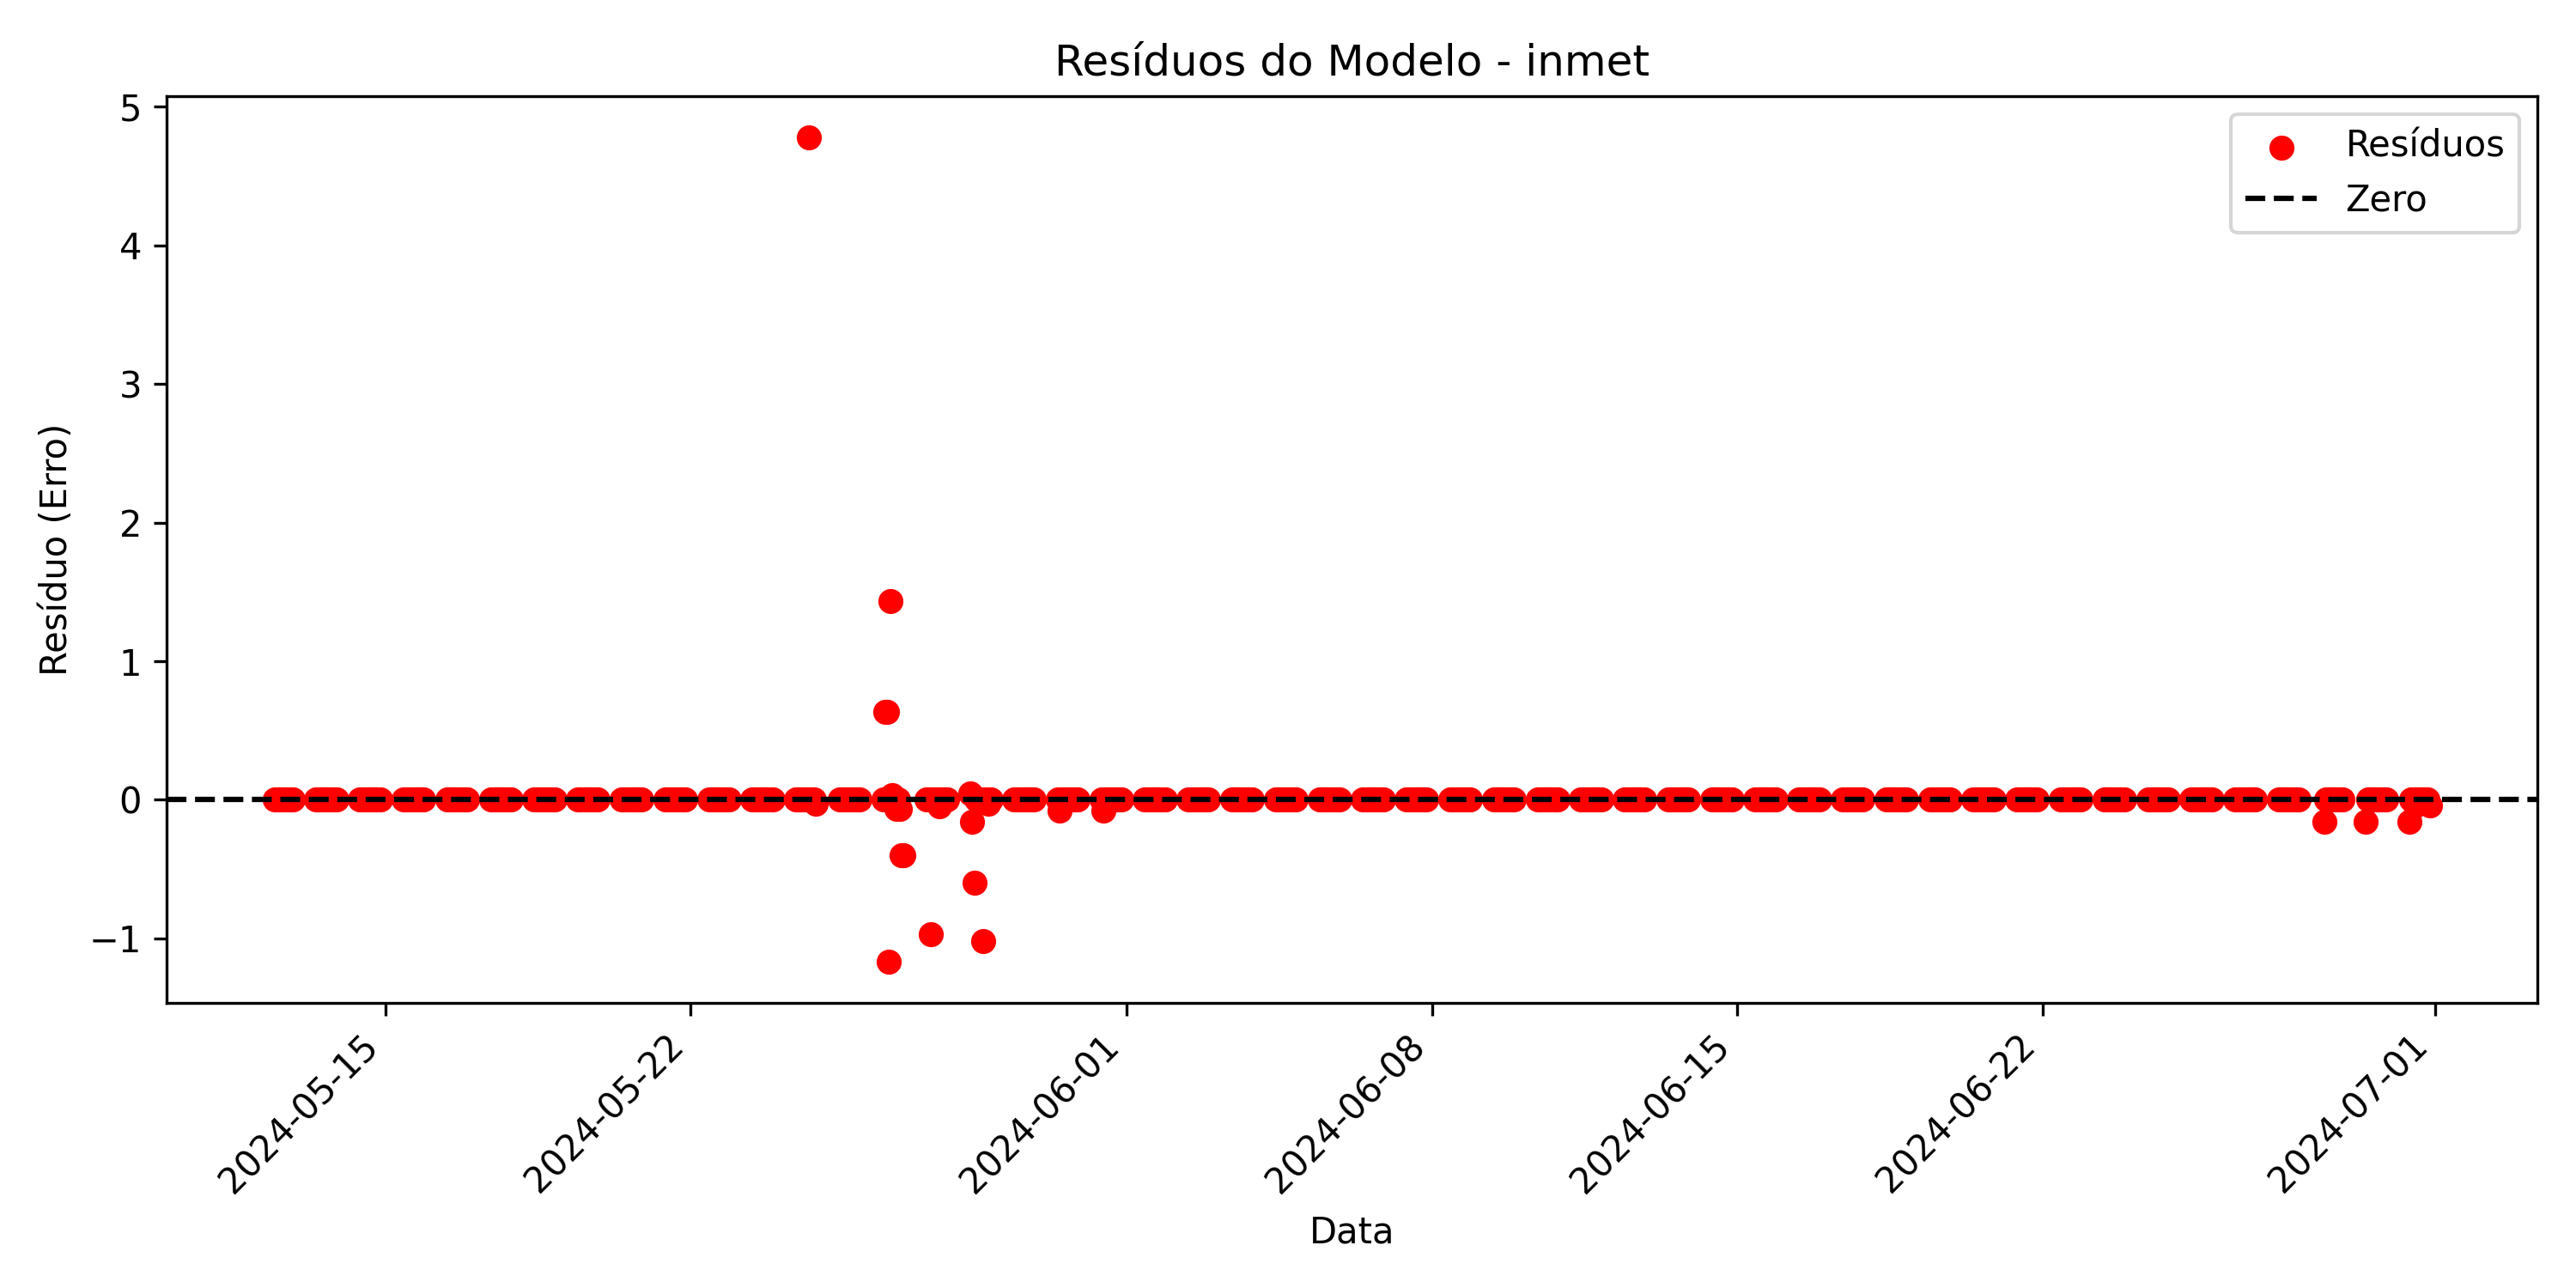 Resíduos do Modelo - inmet
5
4
3
2
1
0
−1
Resíduo (Erro)
Resíduos
Zero
2024-05-15
2024-05-22
2024-06-01
2024-06-08
2024-06-15
2024-06-22
2024-07-01
Data